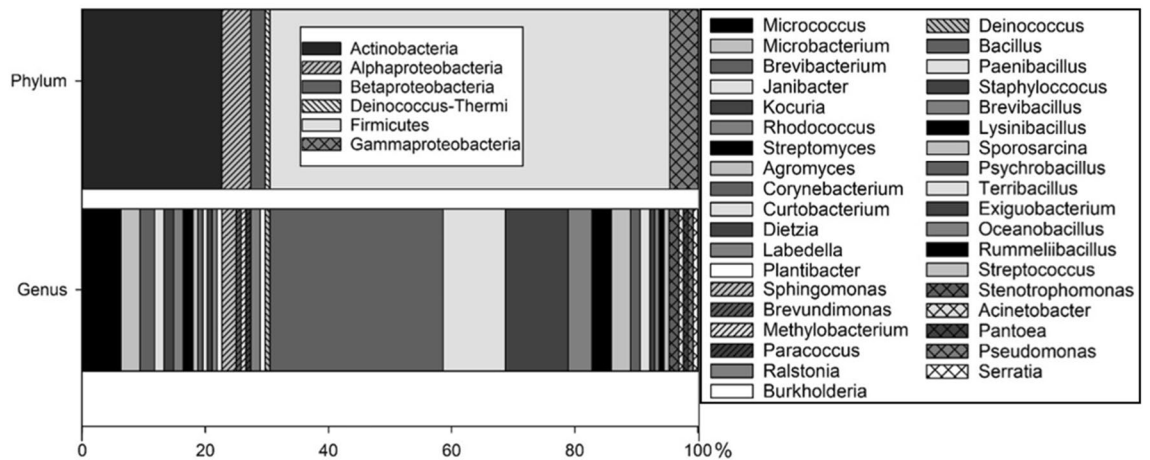 Phylum
Genus
Actinobacteria
Alphaproteobacteria
Betaproteobacteria
Deinococcus-Thermi
Firmicutes
Gammaproteobacteria
Micrococcus
Microbacterium
Brevibacterium
Janibacter
Kocuria
Rhodococcus
Streptomyces
Agromyces
Corynebacterium
Curtobacterium
Dietzia
Labedella
Plantibacter
Sphingomonas
Brevundimonas
Methylobacterium
Paracoccus
Ralstonia
Burkholderia
Deinococcus
Bacillus
Paenibacillus
Staphyloccocus
Brevibacillus
Lysinibacillus
Sporosarcina
Psychrobacillus
Terribacillus
Exiguobacterium
Oceanobacillus
Rummeliibacillus
Streptococcus
Stenotrophomonas
Acinetobacter
Pantoea
Pseudomonas
Serratia
0 20 40 60 80 100 %